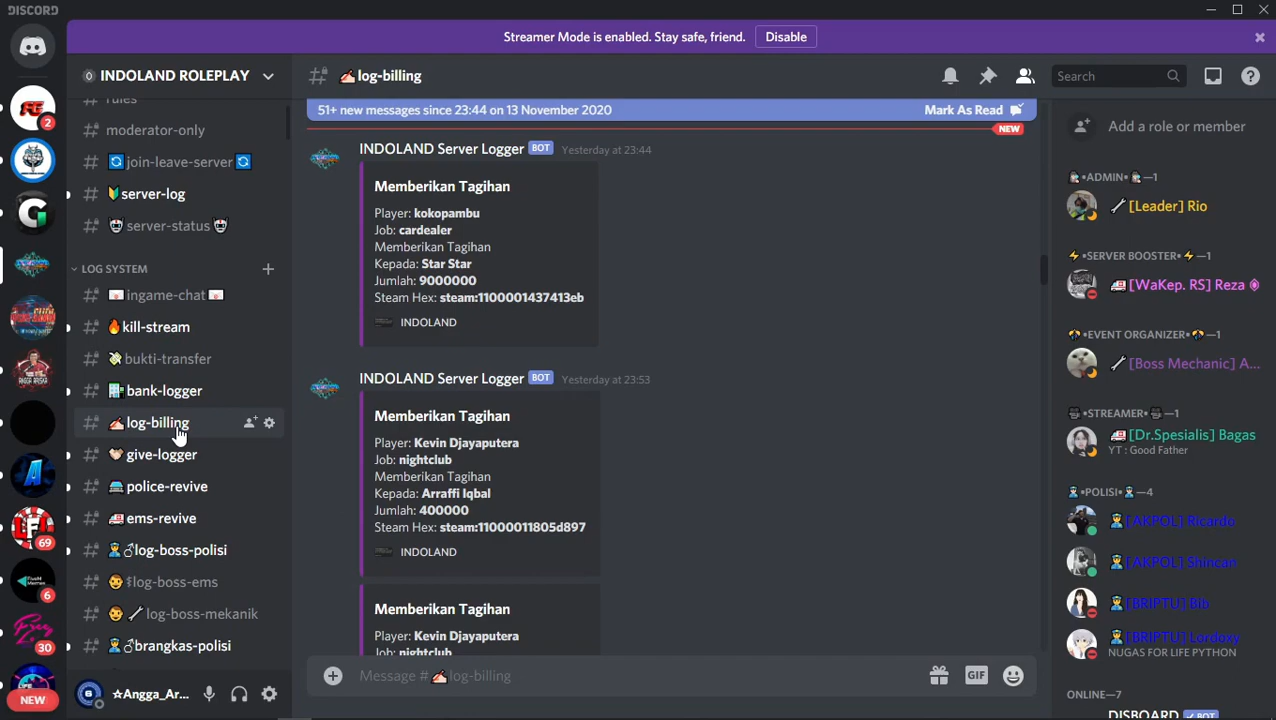 DISCORD
Streamer Mode is enabled. Stay safe, friend. Disable
INDOLAND ROLEPLAY
rules
moderator-only
join-leave-server
server-log
server-status
LOG SYSTEM
ingame-chat
kill-stream
bukti-transfer
bank-logger
log-billing
give-logger
police-revive
ems-revive
log-boss-polisi
log-boss-ems
log-boss-mekanik
brangkas-polisi
2
69
6
30
NEW
☆Angga_Ar...
log-billing
Search
51+ new messages since 23:44 on 13 November 2020 Mark As Read
NEW
INDOLAND Server Logger BOT Yesterday at 23:44
Memberikan Tagihan
Player: kokopambu
Job: cardealer
Memberikan Tagihan
Kepada: Star Star
Jumlah: 9000000
Steam Hex: steam:1100001437413eb
INDOLAND
INDOLAND Server Logger BOT Yesterday at 23:53
Memberikan Tagihan
Player: Kevin Djayaputera
Job: nightclub
Memberikan Tagihan
Kepada: Arraffi Iqbal
Jumlah: 400000
Steam Hex: steam:11000011805d897
INDOLAND
Memberikan Tagihan
Player: Kevin Djayaputera
Job: nightclub
Message # log-billing
GIF
Add a role or member
•ADMIN•—1
[Leader] Rio
•SERVER BOOSTER•—1
[WaKep. RS] Reza
•EVENT ORGANIZER•—1
[Boss Mechanic] A...
•STREAMER•—1
[Dr.Spesialis] Bagas
YT : Good Father
•POLISI•—4
[AKPOL] Ricardu
[AKPOL] Shincan
[BRIPTU] Bib
[BRIPTU] Lordoxy
NUGAS FOR LIFE PYTHON
ONLINE—7
DISBOARD BOT